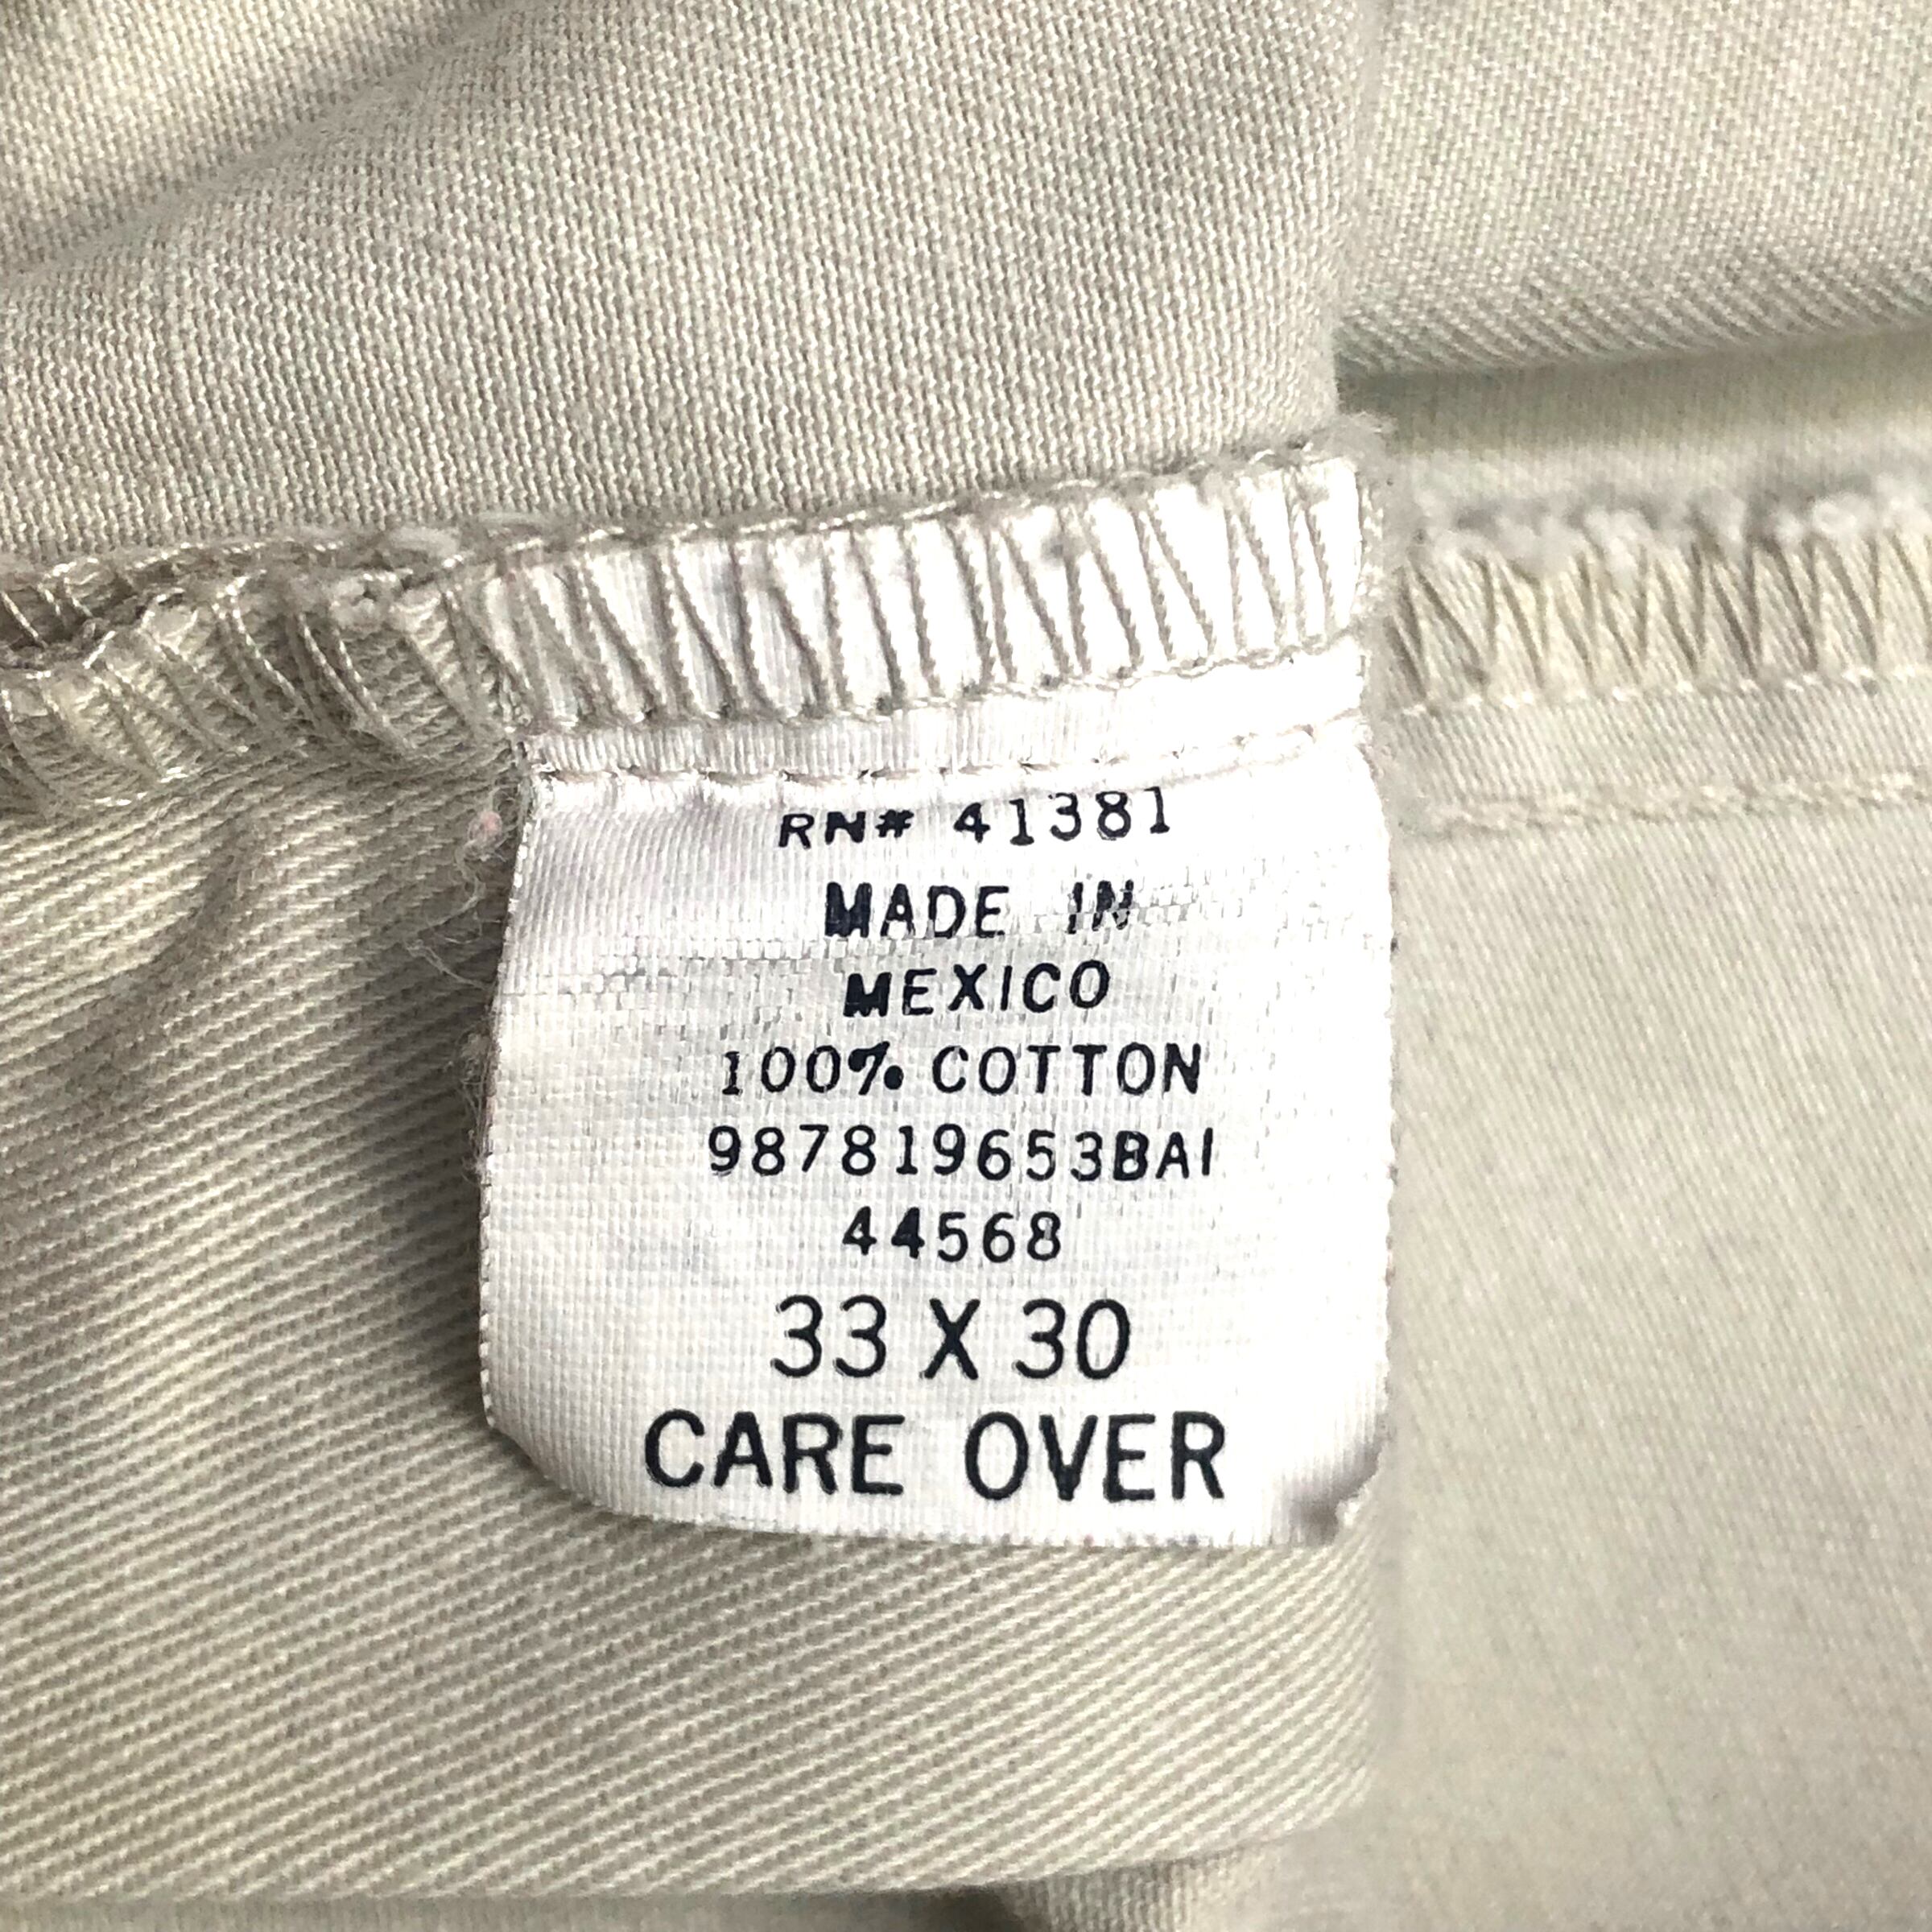 RN# 41381
MADE IN
MEXICO
100% COTTON
987819653BAI
44568
33 X 30
CARE OVER